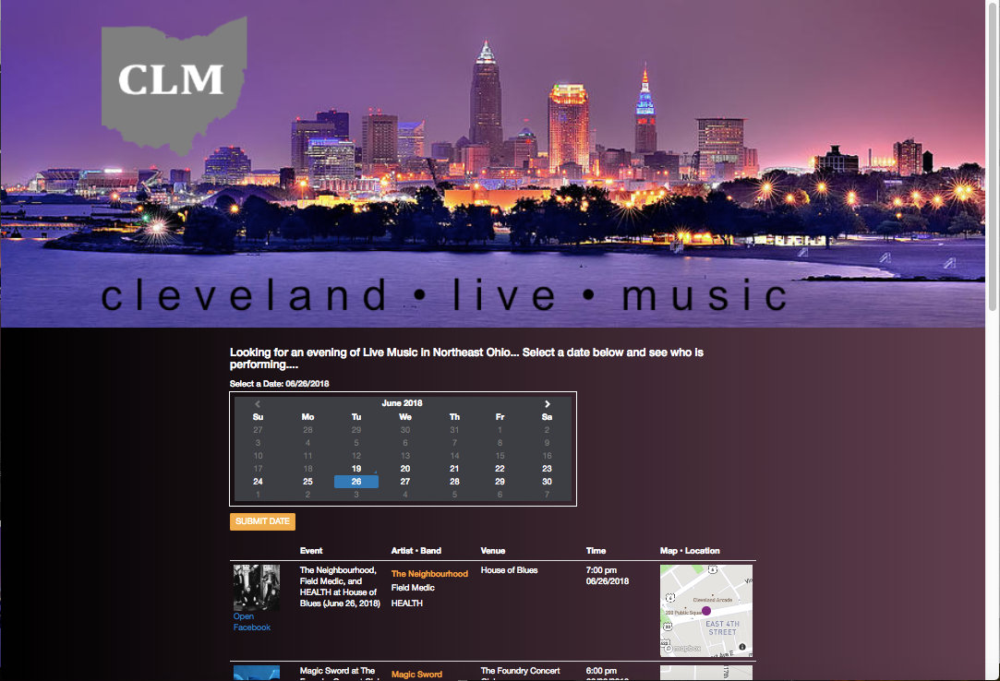 CLM
cleveland • live • music
Looking for an evening of Live Music in Northeast Ohio... Select a date below and see who is
performing....
Select a Date: 06/26/2018
June 2018
Su Mo Tu We Th Fr Sa
27 28 29 30 31 1 2
3 4 5 6 7 8 9
10 11 12 13 14 15 16
17 18 19 20 21 22 23
24 25 26 27 28 29 30
1 2 3 4 5 6 7
SUBMIT DATE
Event Artist • Band Venue Time Map • Location
The Neighbourhood,
Field Medic, and
HEALTH at House of
Blues (June 26, 2018)
Open
Facebook
The Neighbourhood
Field Medic
HEALTH
House of Blues
7:00 pm
06/26/2018
Cleveland Arcade
200 Public Square
EAST 4TH
STREET
mapbox
Magic Sword at The
Magic Sword
The Foundry Concert
6:00 pm